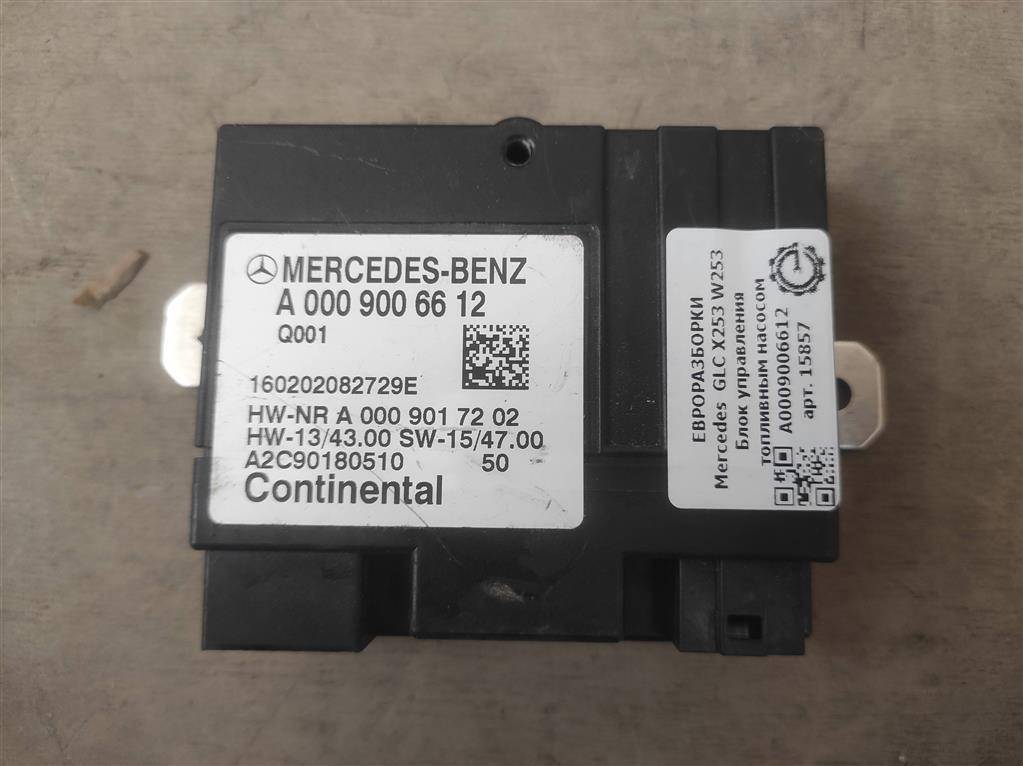 MERCEDES-BENZ
A 000 900 66 12
Q001
160202082729E
HW-NR A 000 901 72 02
HW-13/43.00 SW-15/47.00
A2C90180510 50
Continental
ЕВРОРАЗБОРКИ
Mercedes GLC X253 W253
Блок управления
топливным насосом
A0009006612
арт. 15857